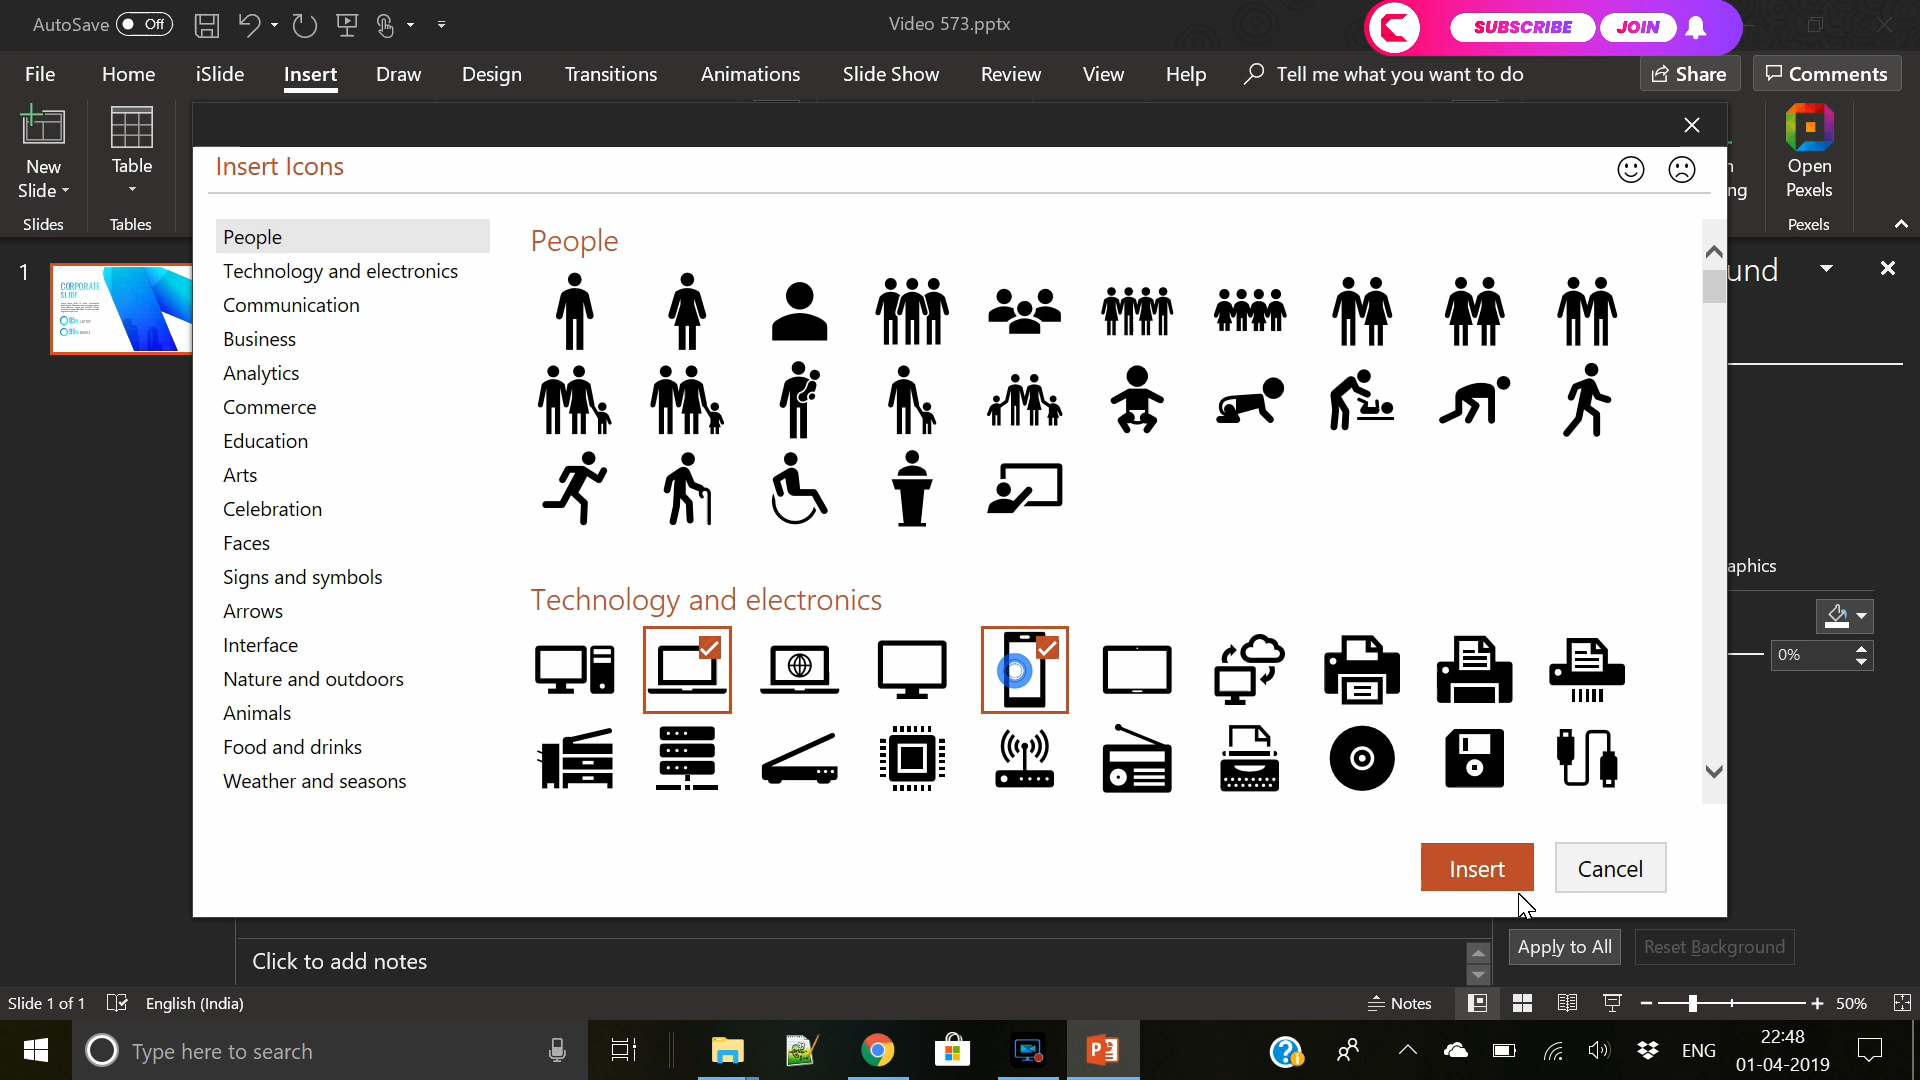 AutoSave Off
Video 573.pptx
SUBSCRIBE JOIN
File Home iSlide Insert Draw Design Transitions Animations Slide Show Review View Help Tell me what you want to do Share Comments
New Slide
Table
Open Pexels
Slides
Tables
Pexels
Insert Icons
1
CORPORATE
SLIDE
People
Technology and electronics
Communication
Business
Analytics
Commerce
Education
Arts
Celebration
Faces
Signs and symbols
Arrows
Interface
Nature and outdoors
Animals
Food and drinks
Weather and seasons
People
Technology and electronics
und
aphics
0%
Insert Cancel
Apply to All Reset Background
Click to add notes
Slide 1 of 1 English (India) Notes 50%
Type here to search
ENG
22:48
01-04-2019